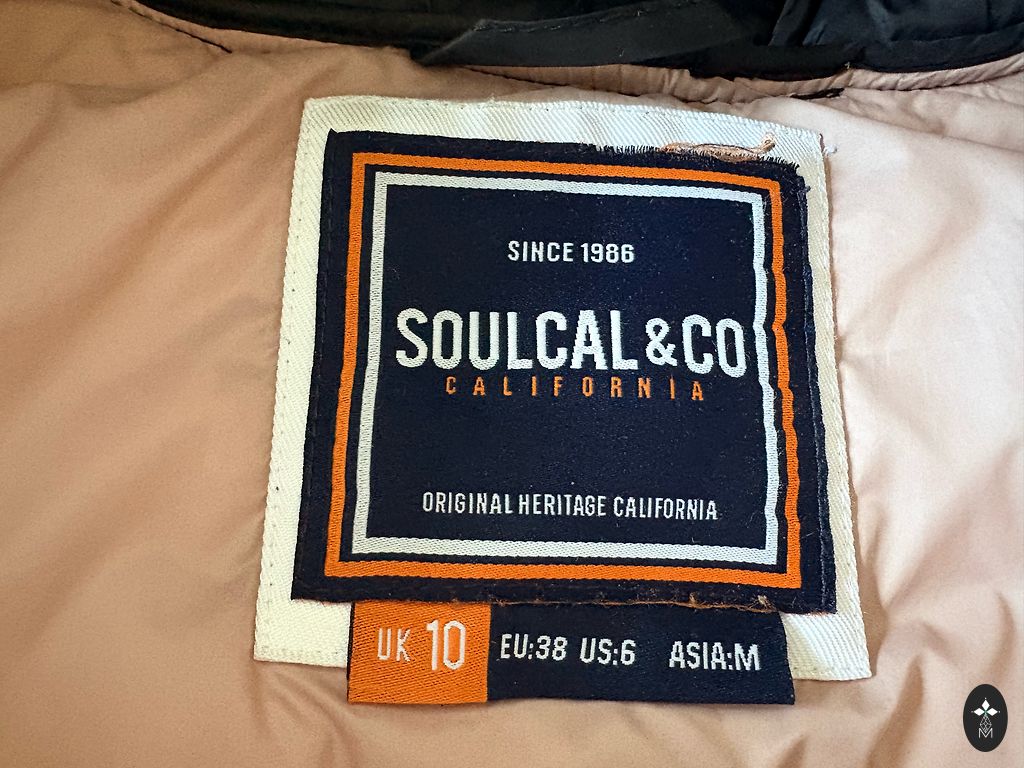 SINCE 1986
SOULCAL &CO
CALIFORNIA
ORIGINAL HERITAGE CALIFORNIA
UK 10 EU:38 US:6 ASIA:M
M